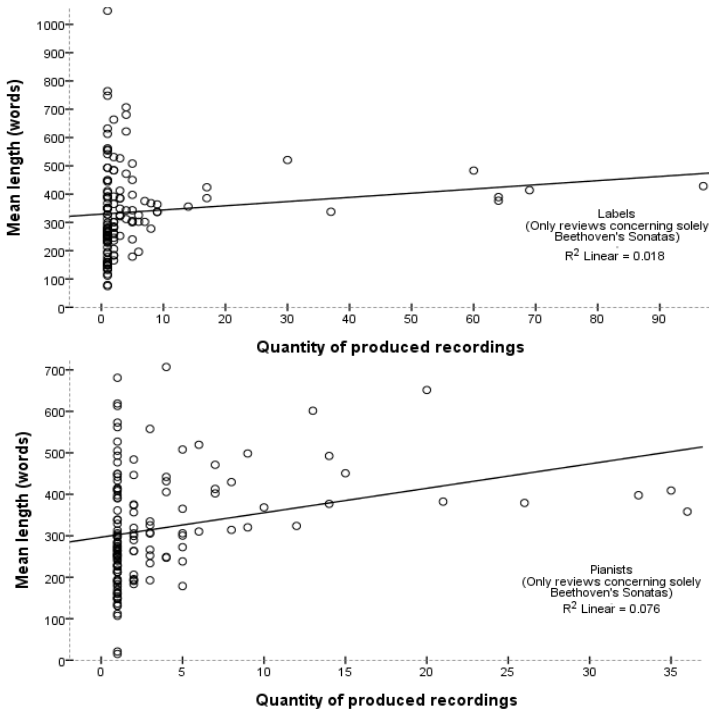 1000
900
800
700
600
500
400
300
200
100
0
Mean length (words)
Labels
(Only reviews concerning solely
Beethoven's Sonatas)
R² Linear = 0.018
0 10 20 30 40 50 60 70 80 90
Quantity of produced recordings
700
600
500
400
300
200
100
0
Mean length (words)
Pianists
(Only reviews concerning solely
Beethoven's Sonatas)
R² Linear = 0.076
0 5 10 15 20 25 30 35
Quantity of produced recordings